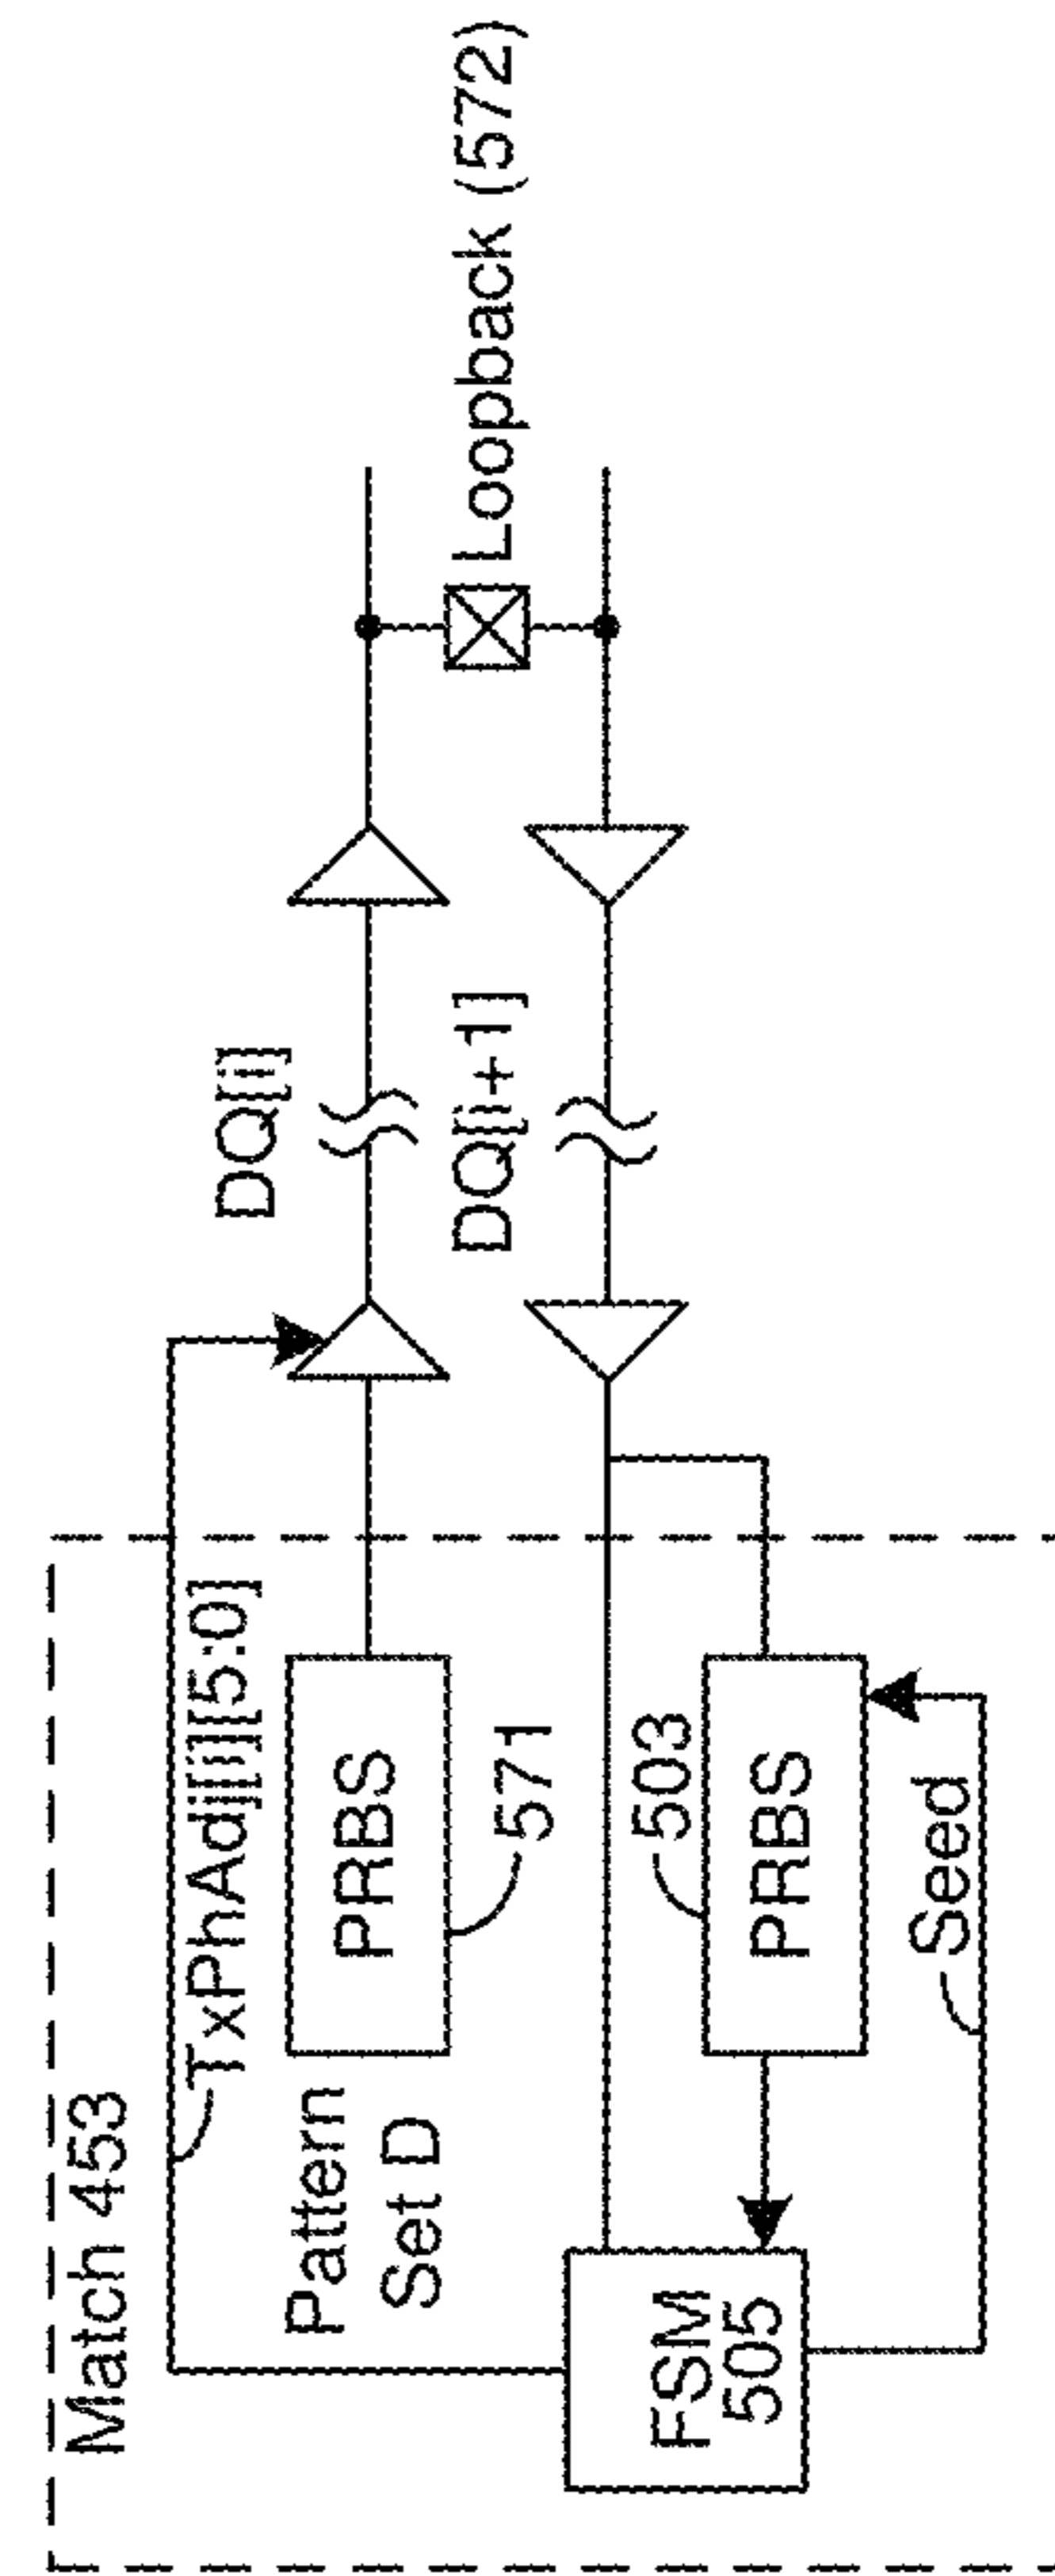 Match 453
TxPhAdj[i][5:0]
Pattern
Set D
PRBS
571
DQ[i]
DQ[i+1]
Loopback (572)
503
PRBS
FSM
505
Seed